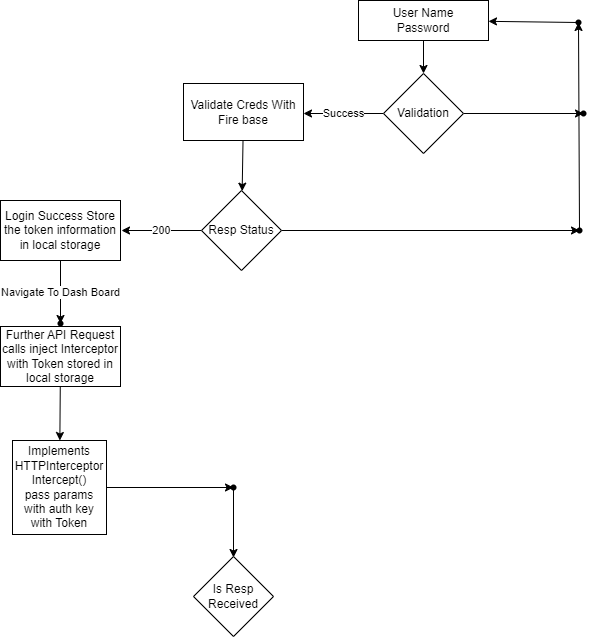 User Name
Password
Validation
Success
Validate Creds With
Fire base
Resp Status
200
Login Success Store
the token information
in local storage
Navigate To Dash Board
Further API Request
calls inject Interceptor
with Token stored in
local storage
Implements
HTTPInterceptor
Intercept()
pass params
with auth key
with Token
Is Resp
Received